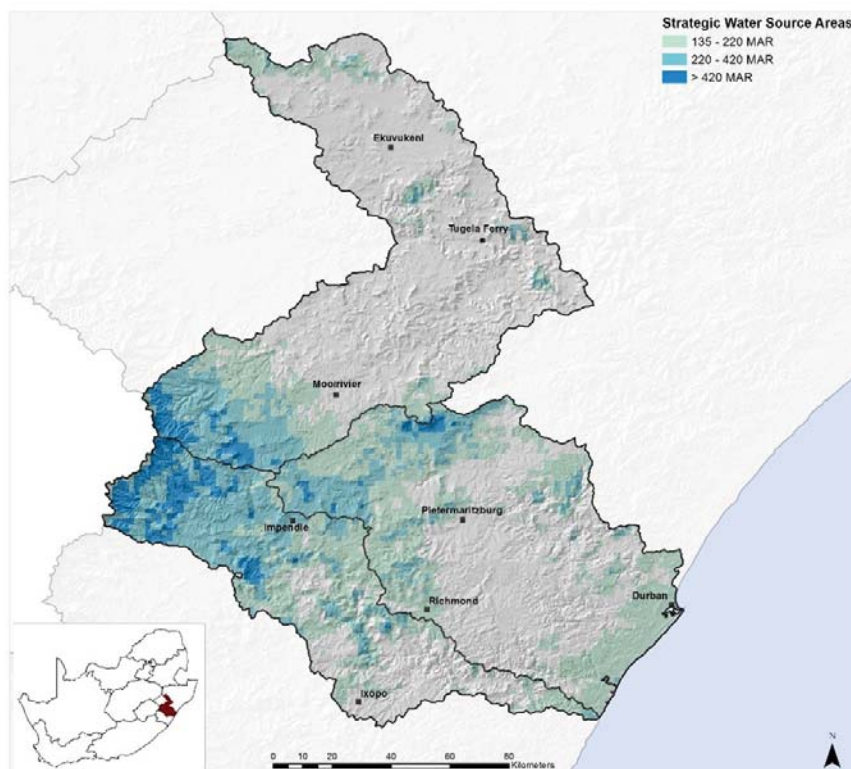 Strategic Water Source Areas
135 - 220 MAR
220 - 420 MAR
> 420 MAR
Ekuvukeni
Tugela Ferry
Mooirivier
Impendle
Pietermaritzburg
Richmond
Durban
Ixopo
0 10 20 40 60 80
Kilometers
N